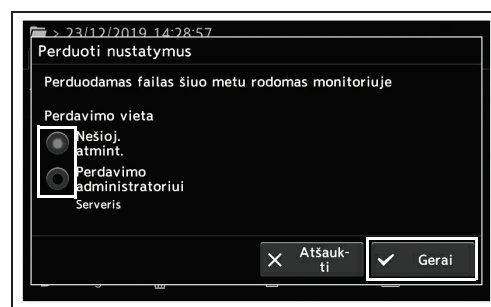 > 23/12/2019 14:28:57
Perduoti nustatymus
Perduodamas failas šiuo metu rodomas monitoriuje
Perdavimo vieta
Nešioj.
atmint.
Perdavimo
administratoriui
Serveris
Atšauk-
ti
Gerai